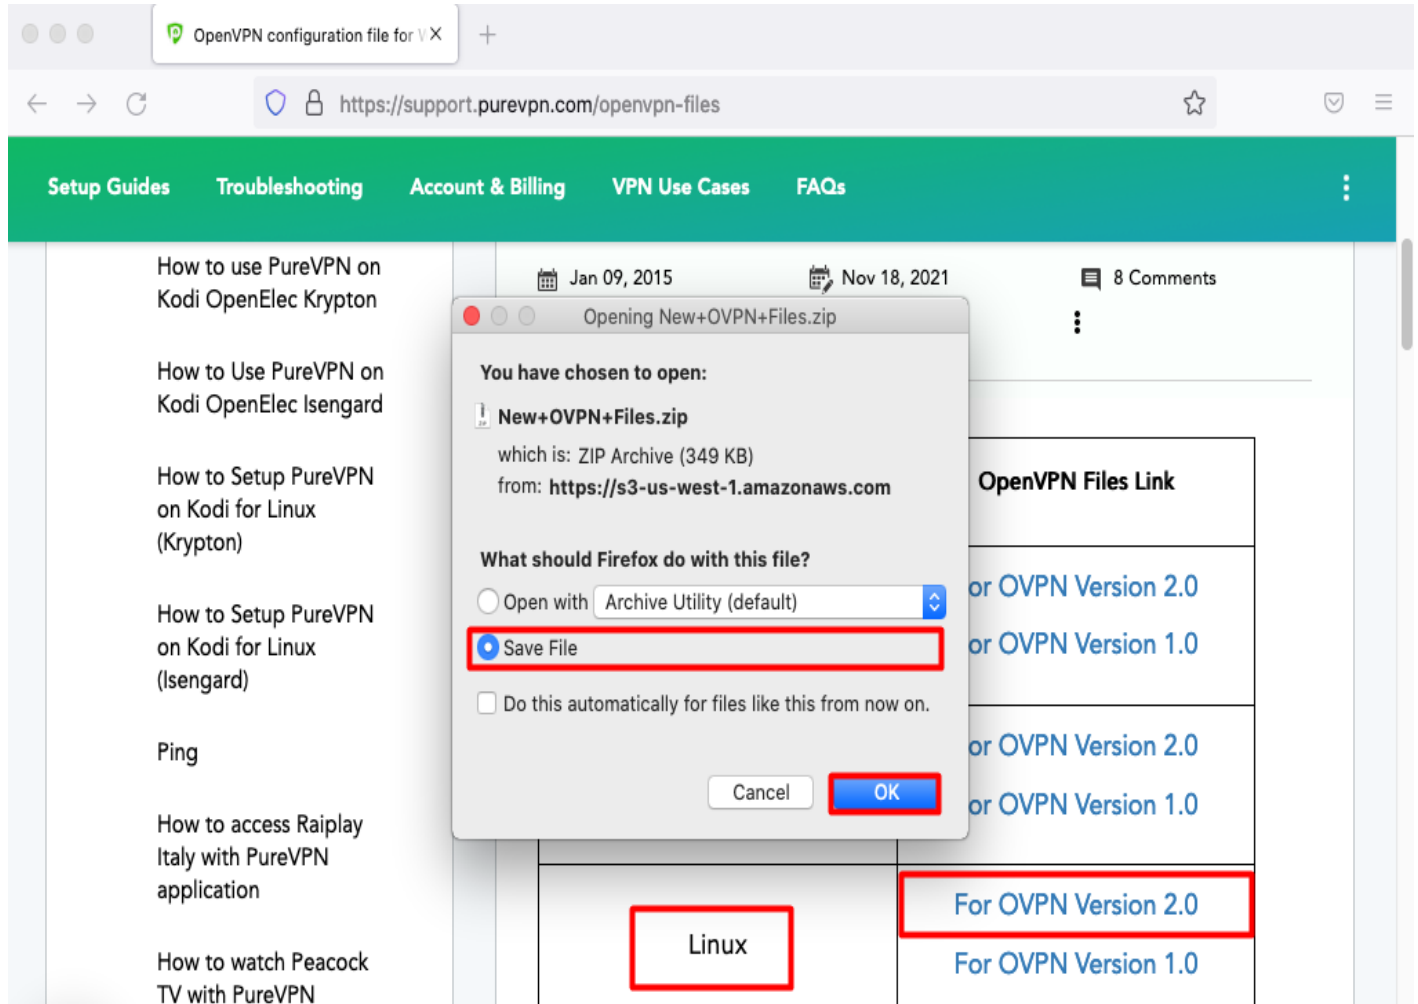 OpenVPN configuration file for W
https://support.purevpn.com/openvpn-files
Setup Guides Troubleshooting Account & Billing VPN Use Cases FAQs
How to use PureVPN on
Kodi OpenElec Krypton
How to Use PureVPN on
Kodi OpenElec Isengard
How to Setup PureVPN
on Kodi for Linux
(Krypton)
How to Setup PureVPN
on Kodi for Linux
(Isengard)
Ping
How to access Raiplay
Italy with PureVPN
application
How to watch Peacock
TV with PureVPN
Jan 09, 2015 Nov 18, 2021 8 Comments
Opening New+OVPN+Files.zip
You have chosen to open:
New+OVPN+Files.zip
which is: ZIP Archive (349 KB)
from: https://s3-us-west-1.amazonaws.com
What should Firefox do with this file?
Open with Archive Utility (default)
Save File
Do this automatically for files like this from now on.
Cancel OK
OpenVPN Files Link
or OVPN Version 2.0
or OVPN Version 1.0
or OVPN Version 2.0
or OVPN Version 1.0
Linux
For OVPN Version 2.0
For OVPN Version 1.0